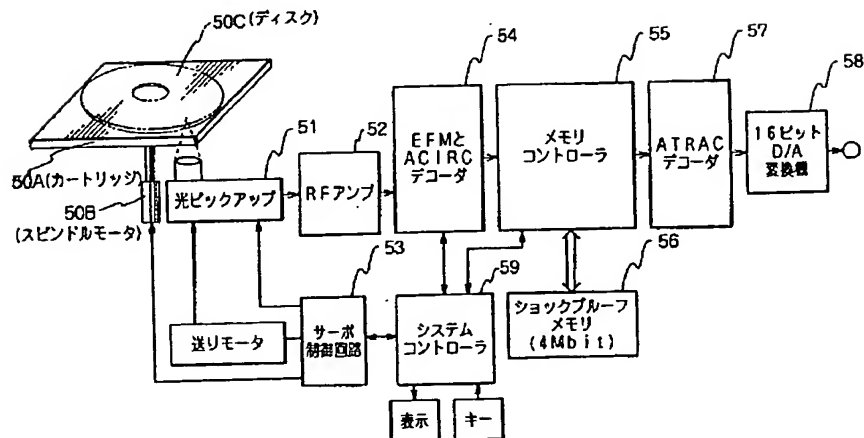 50C(ディスク)
54
55
57
58
51
52
50A(カートリッジ)
50B
(スピンドルモータ)
光ピックアップ
RFアンプ
EFMと
ACIRC
デコーダ
メモリ
コントローラ
ATRAC
デコーダ
16ビット
D/A
変換機
53
59
56
送りモータ
サーボ
制御回路
システム
コントローラ
ショックプルーフ
メモリ
(4Mbit)
表示
キー